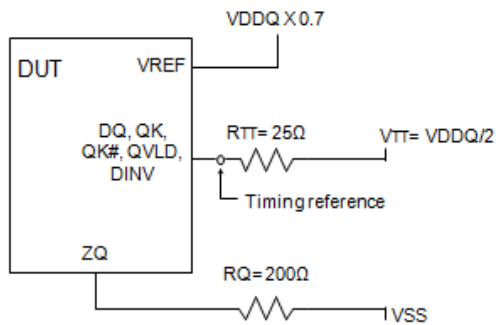 VDDQ X 0.7
DUT
VREF
DQ, QK,
QK#, QVLD,
DINV
RTT= 25Ω
VTT= VDDQ/2
Timing reference
ZQ
RQ=200Ω
VSS